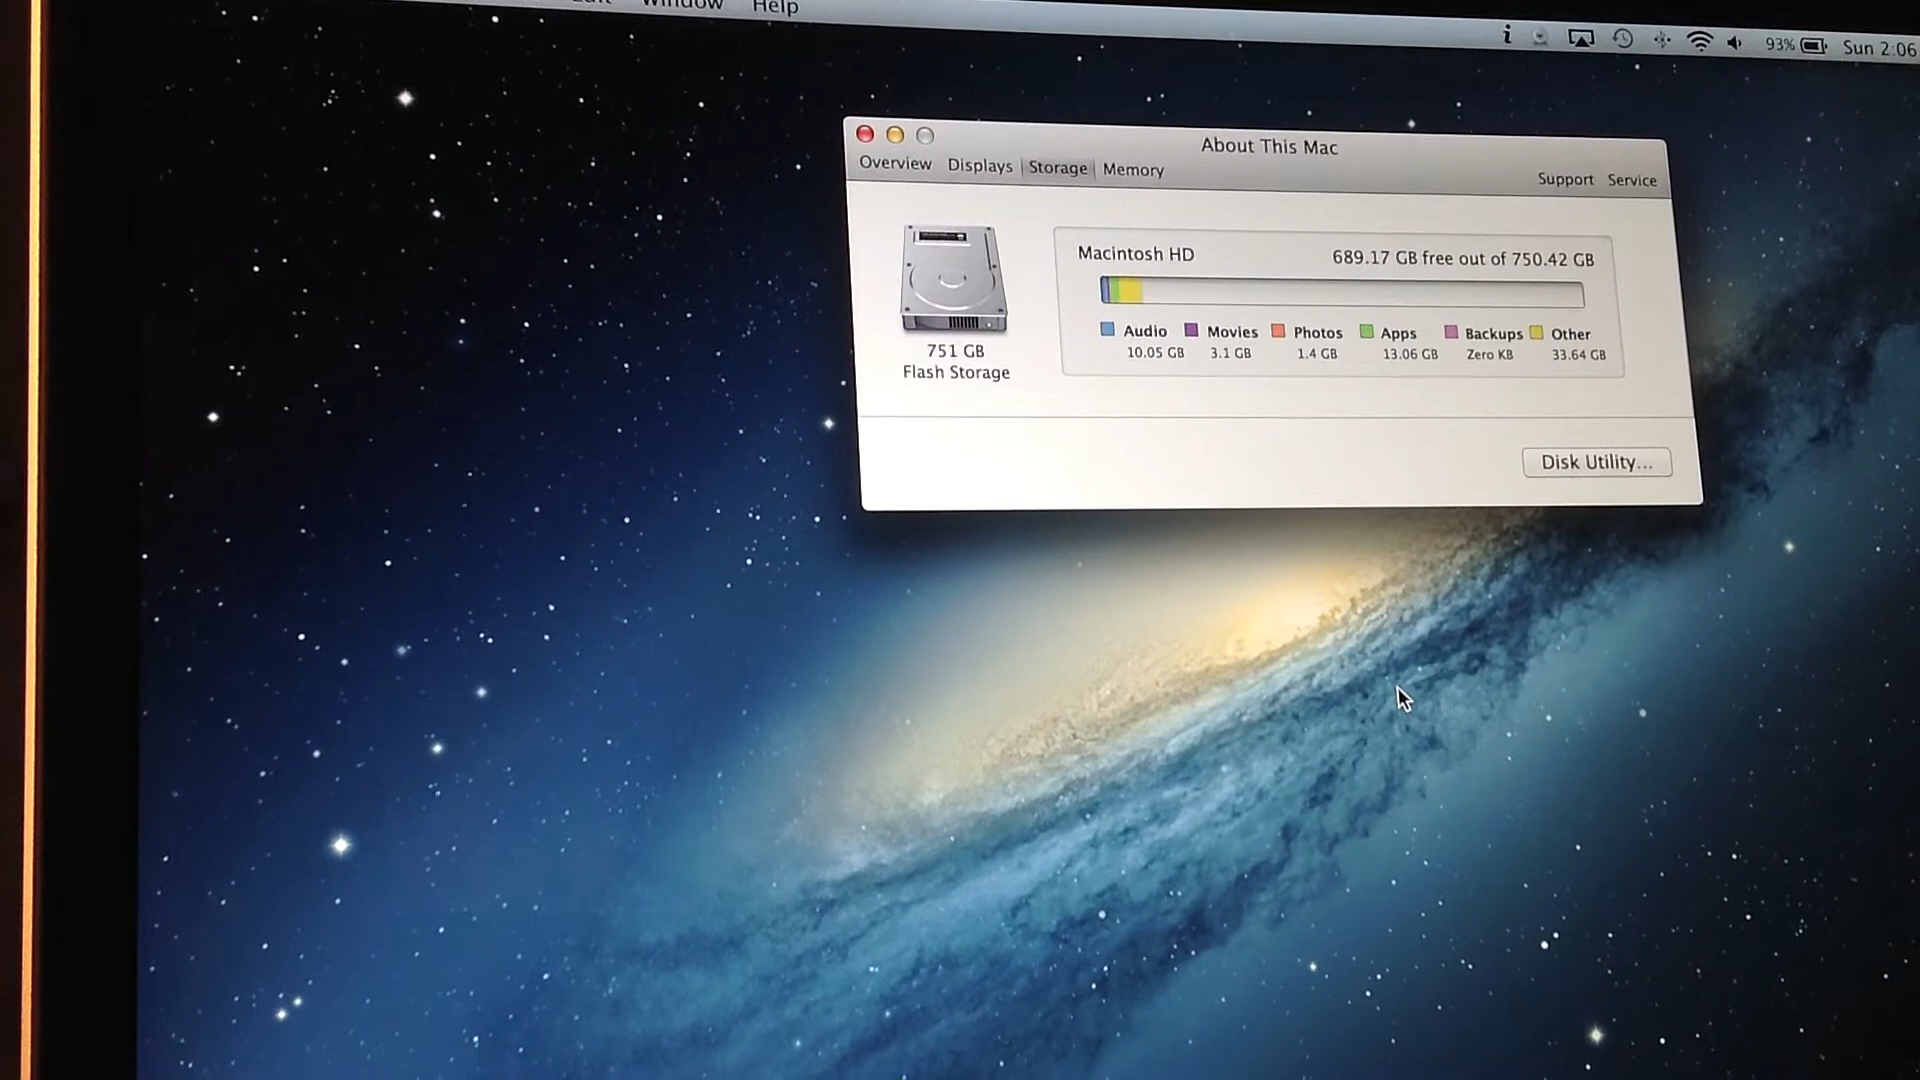 Edit Window Help
93% Sun 2:06
About This Mac
Overview Displays Storage Memory
Support Service
Macintosh HD 689.17 GB free out of 750.42 GB
Audio Movies Photos Apps Backups Other
10.05 GB 3.1 GB 1.4 GB 13.06 GB Zero KB 33.64 GB
751 GB
Flash Storage
Disk Utility...